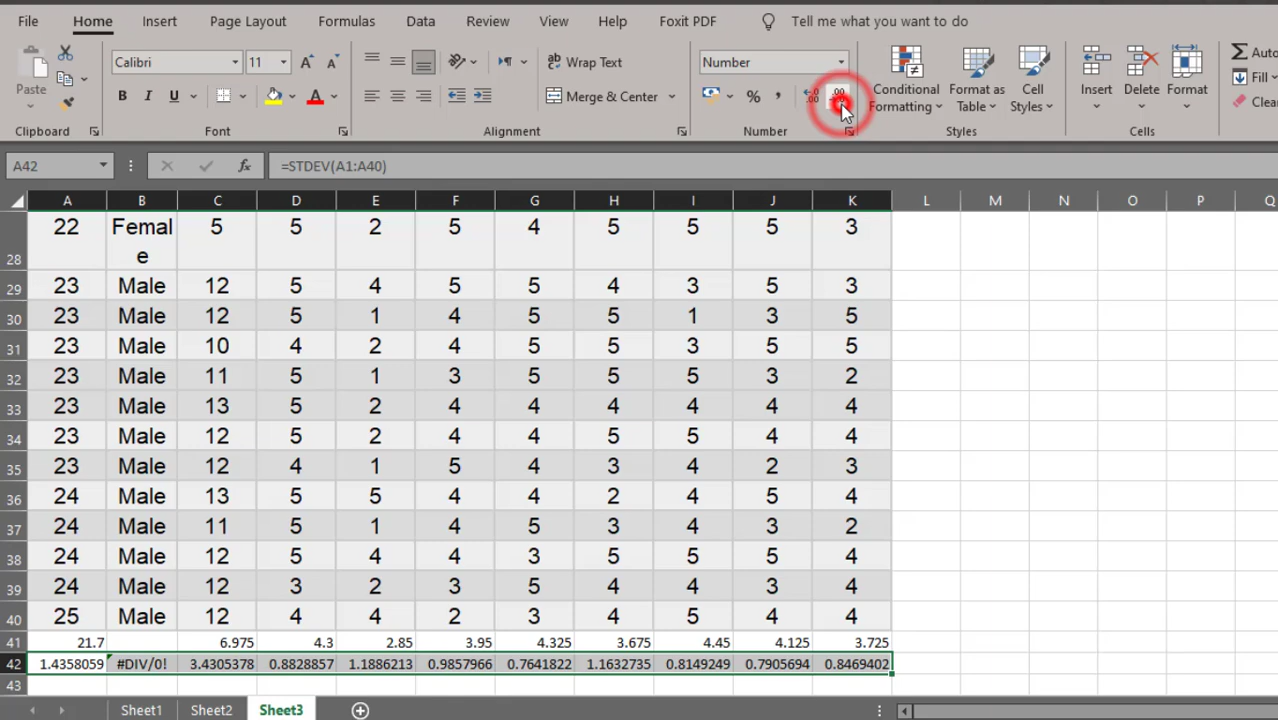 File Home Insert Page Layout Formulas Data Review View Help Foxit PDF Tell me what you want to do
Paste Calibri 11 A A Wrap Text Number Conditional Formatting Format as Table Cell Styles Insert Delete Format Auto
B I U A Merge & Center % , .0 .00 .00 Fill
Clear
Clipboard Font Alignment Number Styles Cells
A42 fx =STDEV(A1:A40)
A B C D E F G H I J K L M N O P Q
28 22 Femal e 5 5 2 5 4 5 5 5 3
29 23 Male 12 5 4 5 5 4 3 5 3
30 23 Male 12 5 1 4 5 5 1 3 5
31 23 Male 10 4 2 4 5 5 3 5 5
32 23 Male 11 5 1 3 5 5 5 3 2
33 23 Male 13 5 2 4 4 4 4 4 4
34 23 Male 12 5 2 4 4 5 5 4 4
35 23 Male 12 4 1 5 4 3 4 2 3
36 24 Male 13 5 5 4 4 2 4 5 4
37 24 Male 11 5 1 4 5 3 4 3 2
38 24 Male 12 5 4 4 3 5 5 5 4
39 24 Male 12 3 2 3 5 4 4 3 4
40 25 Male 12 4 4 2 3 4 5 4 4
41 21.7 6.975 4.3 2.85 3.95 4.325 3.675 4.45 4.125 3.725
42 1.4358059 #DIV/0! 3.4305378 0.8828857 1.1886213 0.9857966 0.7641822 1.1632735 0.8149249 0.7905694 0.8469402
43
Sheet1 Sheet2 Sheet3